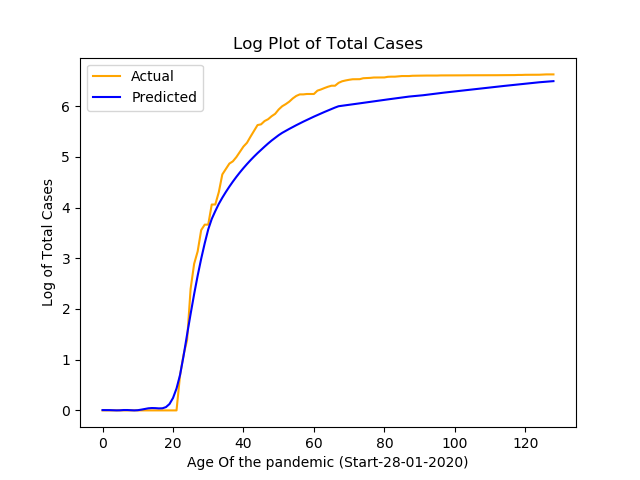 Log Plot of Total Cases
Actual
Predicted
Log of Total Cases
6
5
4
3
2
1
0
0 20 40 60 80 100 120
Age Of the pandemic (Start-28-01-2020)